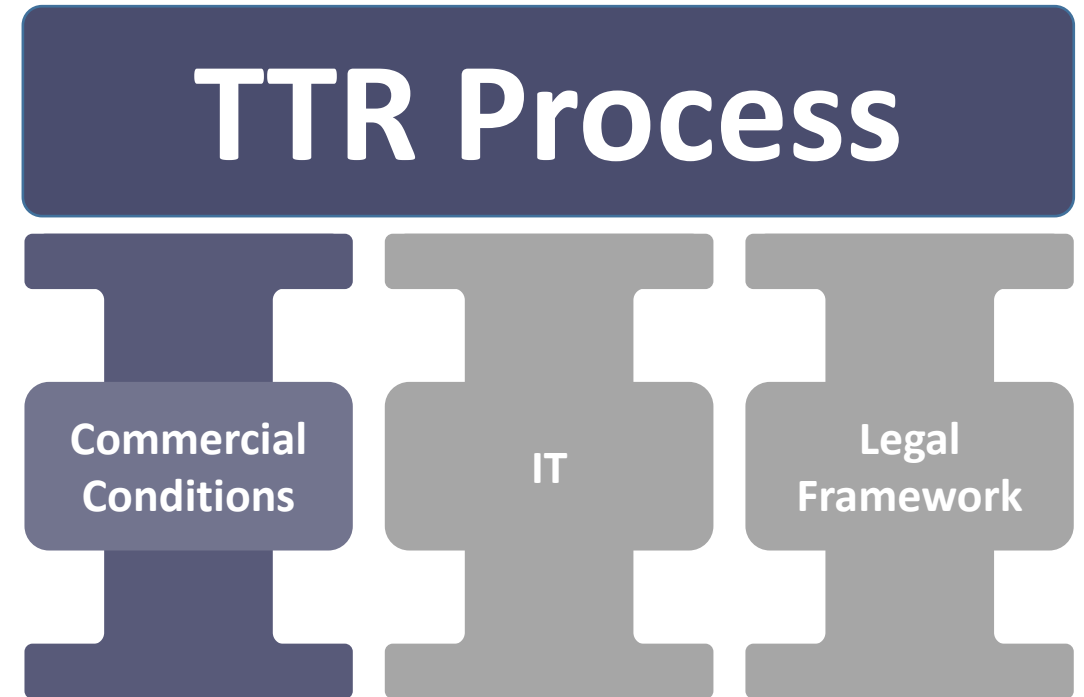 TTR Process
Commercial
Conditions
IT
Legal
Framework